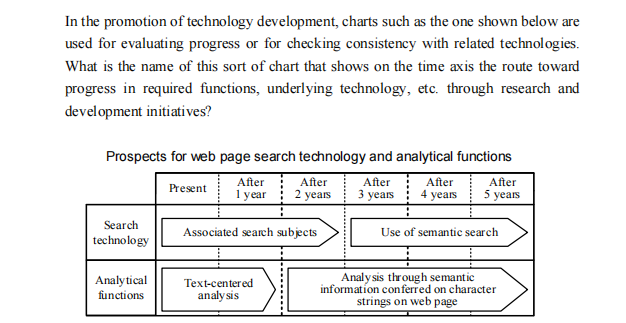 In the promotion of technology development, charts such as the one shown below are
used for evaluating progress or for checking consistency with related technologies.
What is the name of this sort of chart that shows on the time axis the route toward
progress in required functions, underlying technology, etc. through research and
development initiatives?
Prospects for web page search technology and analytical functions
Present
After
1 year
After
2 years
After
3 years
After
4 years
After
5 years
Search
technology
Associated search subjects
Use of semantic search
Analytical
functions
Text-centered
analysis
Analysis through semantic
information conferred on character
strings on web page